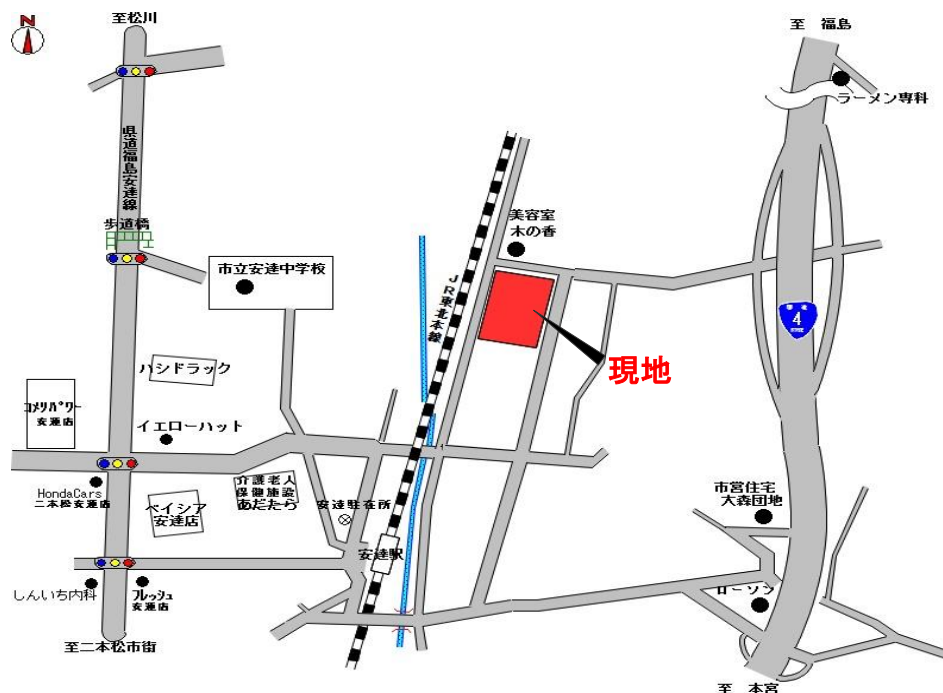 N
至松川
至 福島
ラーメン専科
県道福島安達線
歩道橋
美容室
木の香
市立安達中学校
JR東北本線
4
現地
ハシドラック
コメリパワー
安達店
イエローハット
HondaCars
二本松安達店
ベイシア
安達店
介護老人
保健施設
あだたら
安達駐在所
安達駅
市営住宅
大森団地
しんいち内科
フレッシュ
安達店
ローソン
至二本松市街
至 本宮